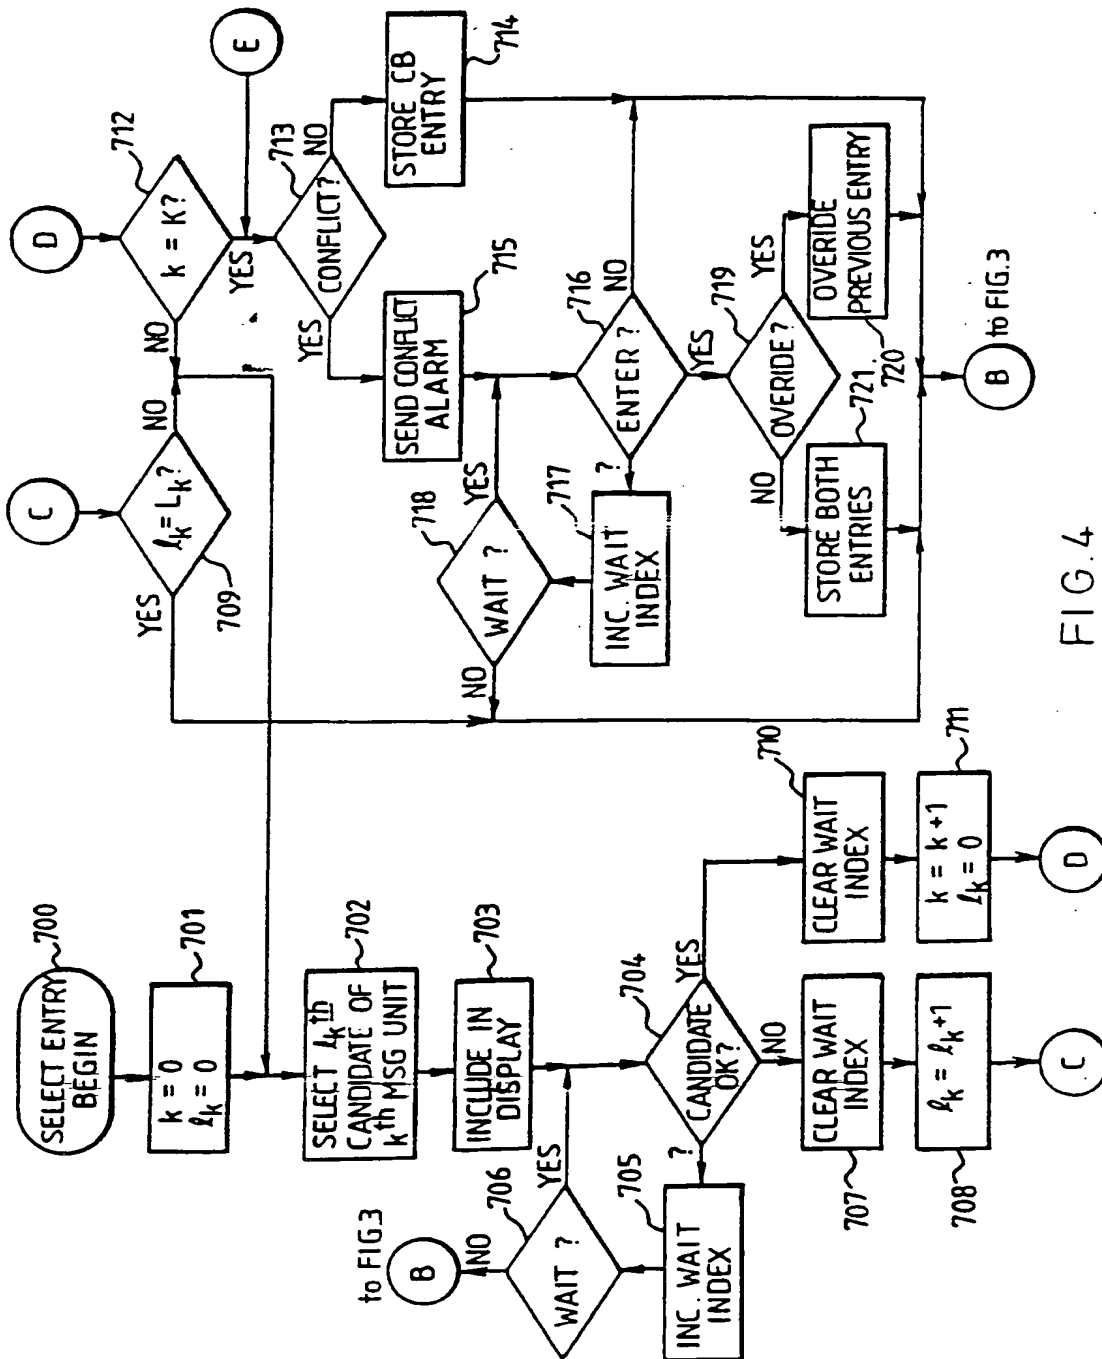 700
SELECT ENTRY
BEGIN
701
k = 0
ℓk = 0
702
SELECT ℓk th
CANDIDATE OF
kth MSG UNIT
703
INCLUDE IN
DISPLAY
to FIG.3
B
NO
706
WAIT ?
YES
705
INC. WAIT
INDEX
?
704
CANDIDATE
OK?
YES
NO
CLEAR WAIT
INDEX
707
ℓk = ℓk+1
708
C
710
CLEAR WAIT
INDEX
711
k = k+1
ℓk = 0
D
C
ℓk = Lk?
709
YES
NO
D
712
k = K?
NO
YES
E
713
CONFLICT?
YES
NO
714
STORE CB
ENTRY
715
SEND CONFLICT
ALARM
716
ENTER ?
NO
YES
?
717
INC. WAIT
INDEX
718
WAIT ?
YES
NO
719
OVERIDE?
YES
NO
OVERIDE
PREVIOUS ENTRY
720
721
STORE BOTH
ENTRIES
B
to FIG.3
FIG.4